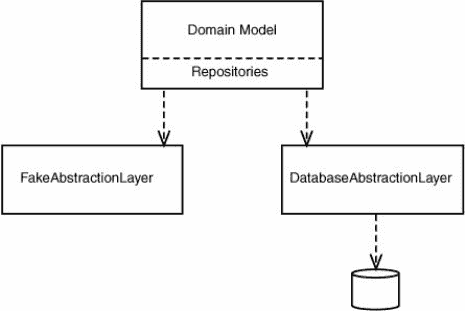 Domain Model
Repositories
FakeAbstractionLayer
DatabaseAbstractionLayer